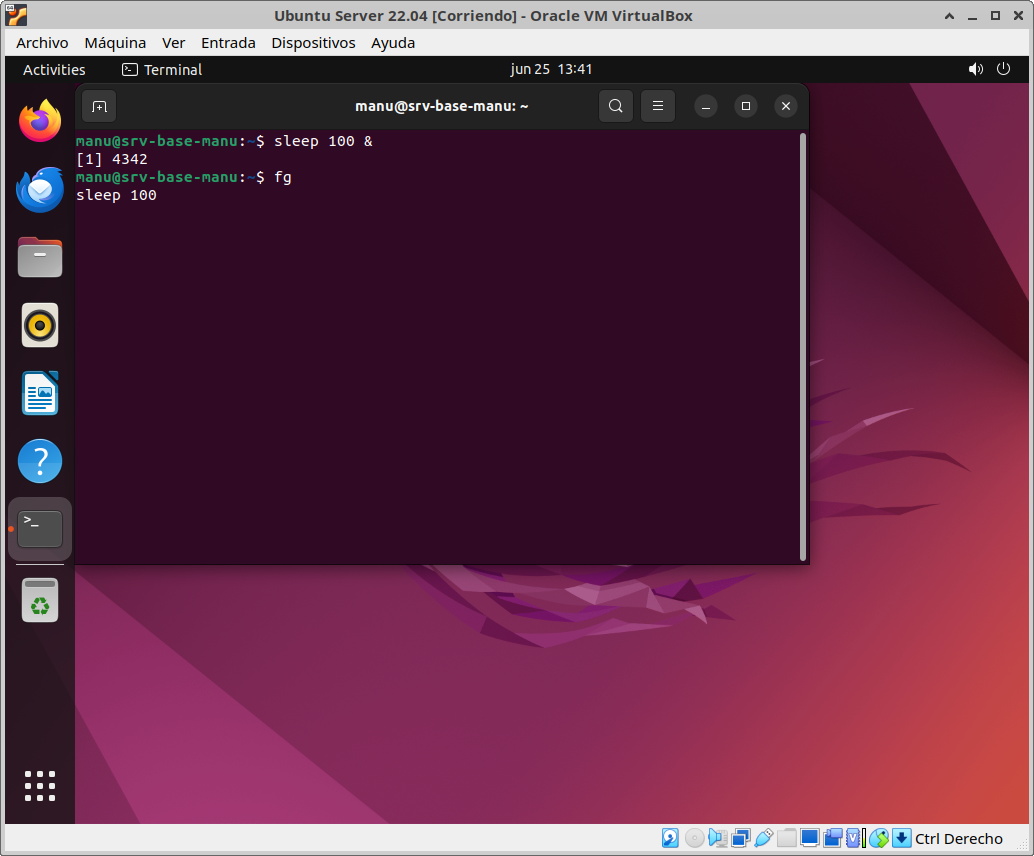 Ubuntu Server 22.04 [Corriendo] - Oracle VM VirtualBox
Archivo Máquina Ver Entrada Dispositivos Ayuda
Activities Terminal jun 25 13:41
manu@srv-base-manu: ~
manu@srv-base-manu:~$ sleep 100 &
[1] 4342
manu@srv-base-manu:~$ fg
sleep 100
Ctrl Derecho